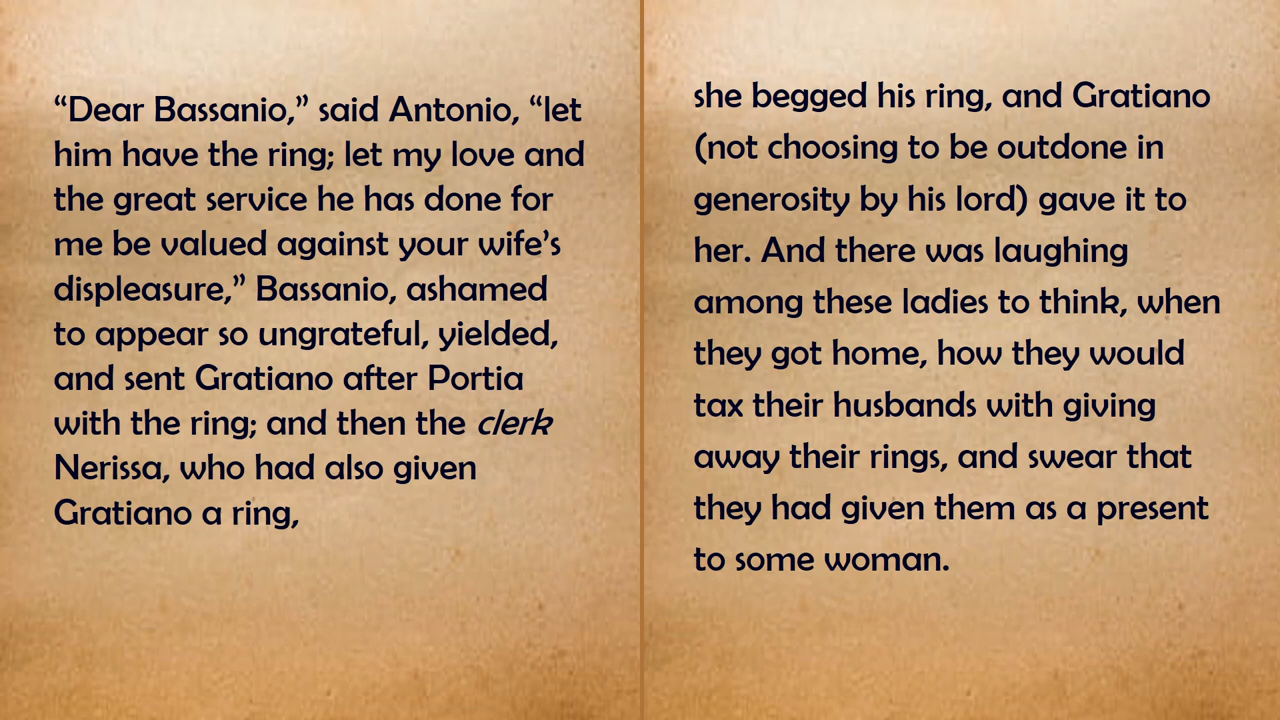 “Dear Bassanio,” said Antonio, “let
him have the ring; let my love and
the great service he has done for
me be valued against your wife’s
displeasure,” Bassanio, ashamed
to appear so ungrateful, yielded,
and sent Gratiano after Portia
with the ring; and then the clerk
Nerissa, who had also given
Gratiano a ring,
she begged his ring, and Gratiano
(not choosing to be outdone in
generosity by his lord) gave it to
her. And there was laughing
among these ladies to think, when
they got home, how they would
tax their husbands with giving
away their rings, and swear that
they had given them as a present
to some woman.